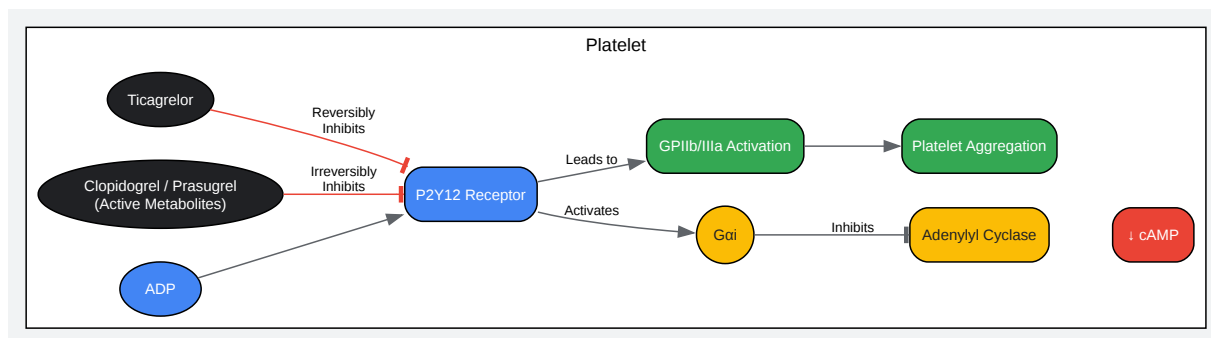 Platelet
Ticagrelor
Reversibly
Inhibits
Clopidogrel / Prasugrel
(Active Metabolites)
Irreversibly
Inhibits
ADP
P2Y12 Receptor
Leads to
GPIIb/IIIa Activation
Platelet Aggregation
Activates
Gαi
Inhibits
Adenylyl Cyclase
↓ cAMP